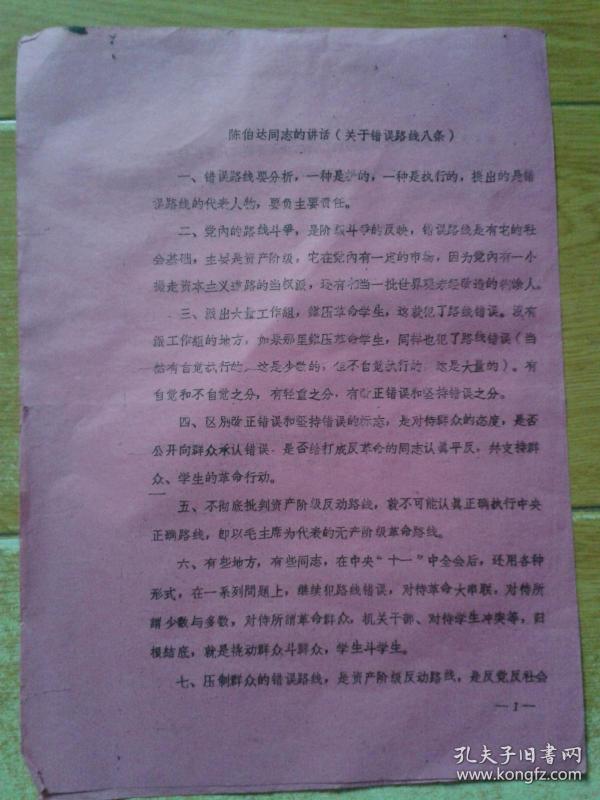 陈伯达同志的讲话（关于错误路线八条）
一、错误路线要分析，一种是提的，一种是执行的，提出的是错
误路线的代表人物，要负主要责任。
二、党內的路线斗爭，是阶级斗爭的反映，错误路线是有它的社
会基础，主要是资产阶级，它在党內有一定的市场，因为党內有一小
撮走资本主义道路的当权派，还有相当一批世界观未经改造的糊涂人。
三、派出大量工作组，鎮压革命学生，这就犯了路线错误。沒有
派工作组的地方，如果那里鎮压革命学生，同样也犯了路线错误（当
然有自觉执行的，这是少数的，但不自觉执行的，这是大量的）。有
自觉和不自觉之分，有轻重之分，有改正错误和坚持错误之分。
四、区別改正错误和坚持错误的标志，是对待群众的态度，是否
公开向群众承认错误，是否给打成反革命的同志认真平反，并支持群
众、学生的革命行动。
五、不彻底批判资产阶级反动路线，就不可能认真正确执行中央
正确路线，即以毛主席为代表的无产阶级革命路线。
六、有些地方，有些同志，在中央“十一”中全会后，还用各种
形式，在一系列问题上，继续犯路线错误，对待革命大串联，对待所
谓少数与多数，对待所谓革命群众，机关干部、对待学生冲突等，归
根结底，就是挑动群众斗群众，学生斗学生。
七、压制群众的错误路线，是资产阶级反动路线，是反党反社会
—1—
孔夫子旧书网
www.kongfz.com